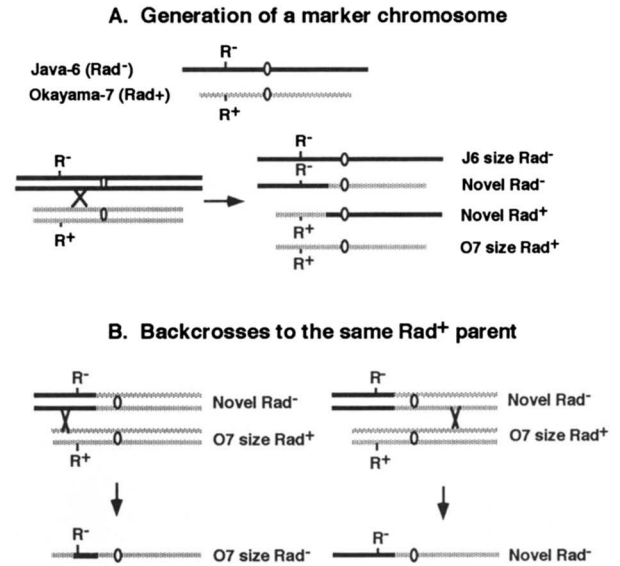 A. Generation of a marker chromosome
R-
Java-6 (Rad-)
Okayama-7 (Rad+)
R+
R-
R+
R-
J6 size Rad-
R-
Novel Rad-
Novel Rad+
R+
O7 size Rad+
R+
B. Backcrosses to the same Rad+ parent
R-
Novel Rad-
O7 size Rad+
R+
R-
Novel Rad-
O7 size Rad+
R+
R-
O7 size Rad-
R-
Novel Rad-